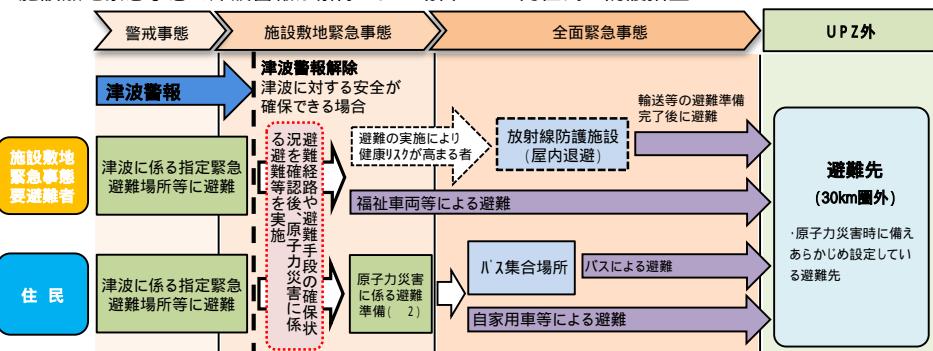 警戒事態
施設敷地緊急事態
全面緊急事態
UPZ外
津波警報
津波警報解除
津波に対する安全が
確保できる場合
施設敷地
緊急事態
要避難者
津波に係る指定緊急
避難場所等に避難
避難経路や避難手段の確保状
況を確認後、原子力災害に係
る避難等を実施
避難の実施により
健康リスクが高まる者
放射線防護施設
(屋内退避)
輸送等の避難準備
完了後に避難
福祉車両等による避難
住 民
津波に係る指定緊急
避難場所等に避難
原子力災害
に係る避難
準備( 2)
バス集合場所
バスによる避難
自家用車等による避難
避難先
(30km圏外)
・原子力災害時に備え
あらかじめ設定してい
る避難先